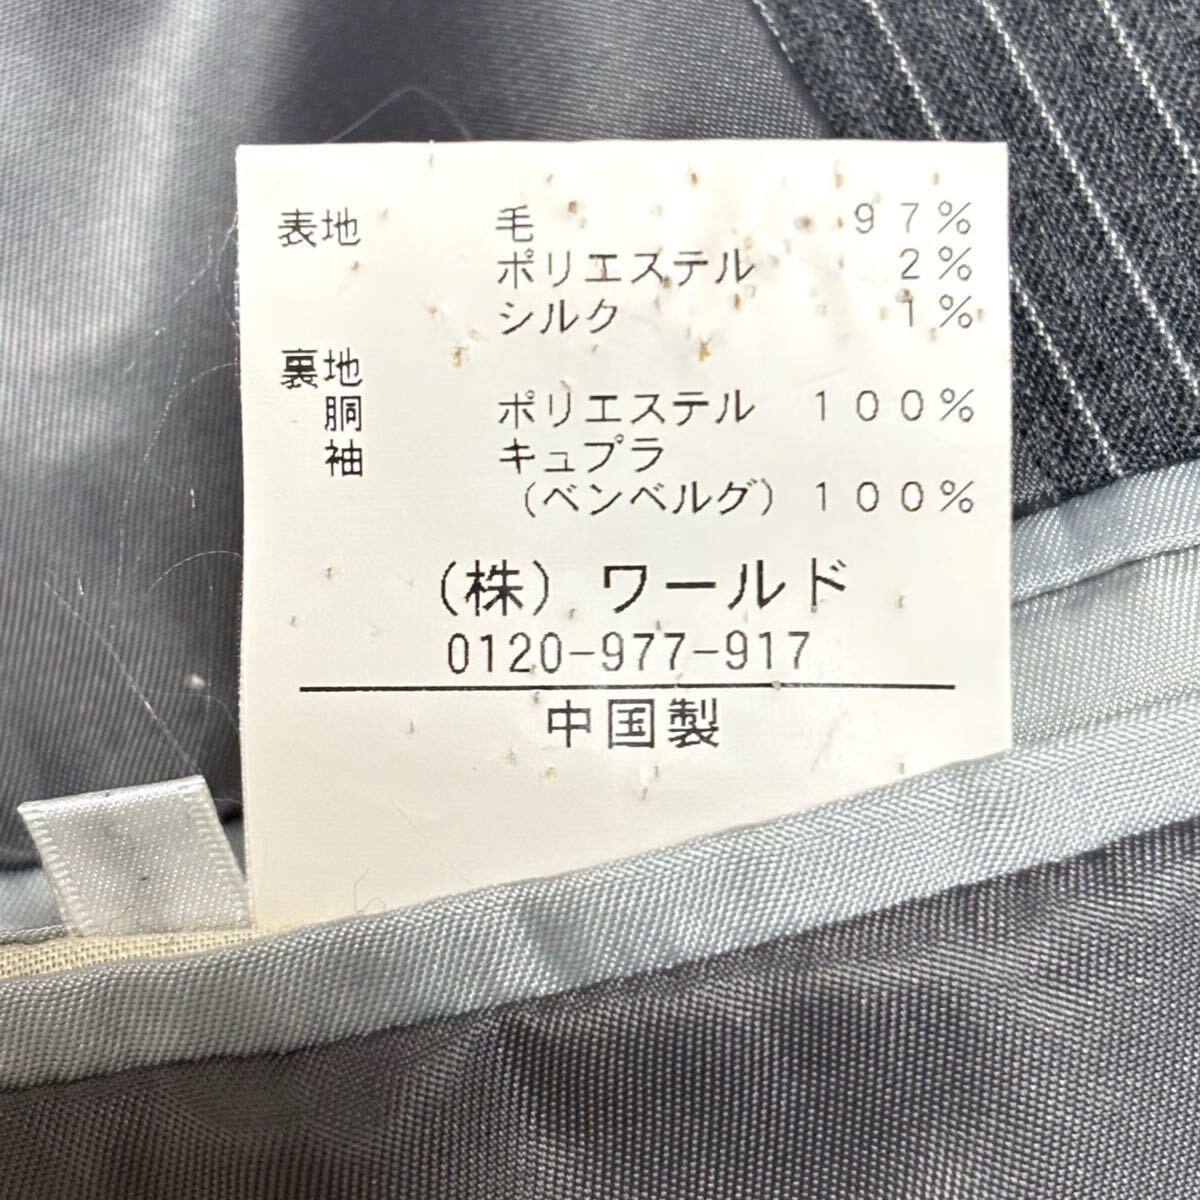 表地 毛 97%
ポリエステル 2%
シルク 1%
裏地
胴 ポリエステル 100%
袖 キュプラ
(ベンベルグ) 100%
(株) ワールド
0120-977-917
中国製